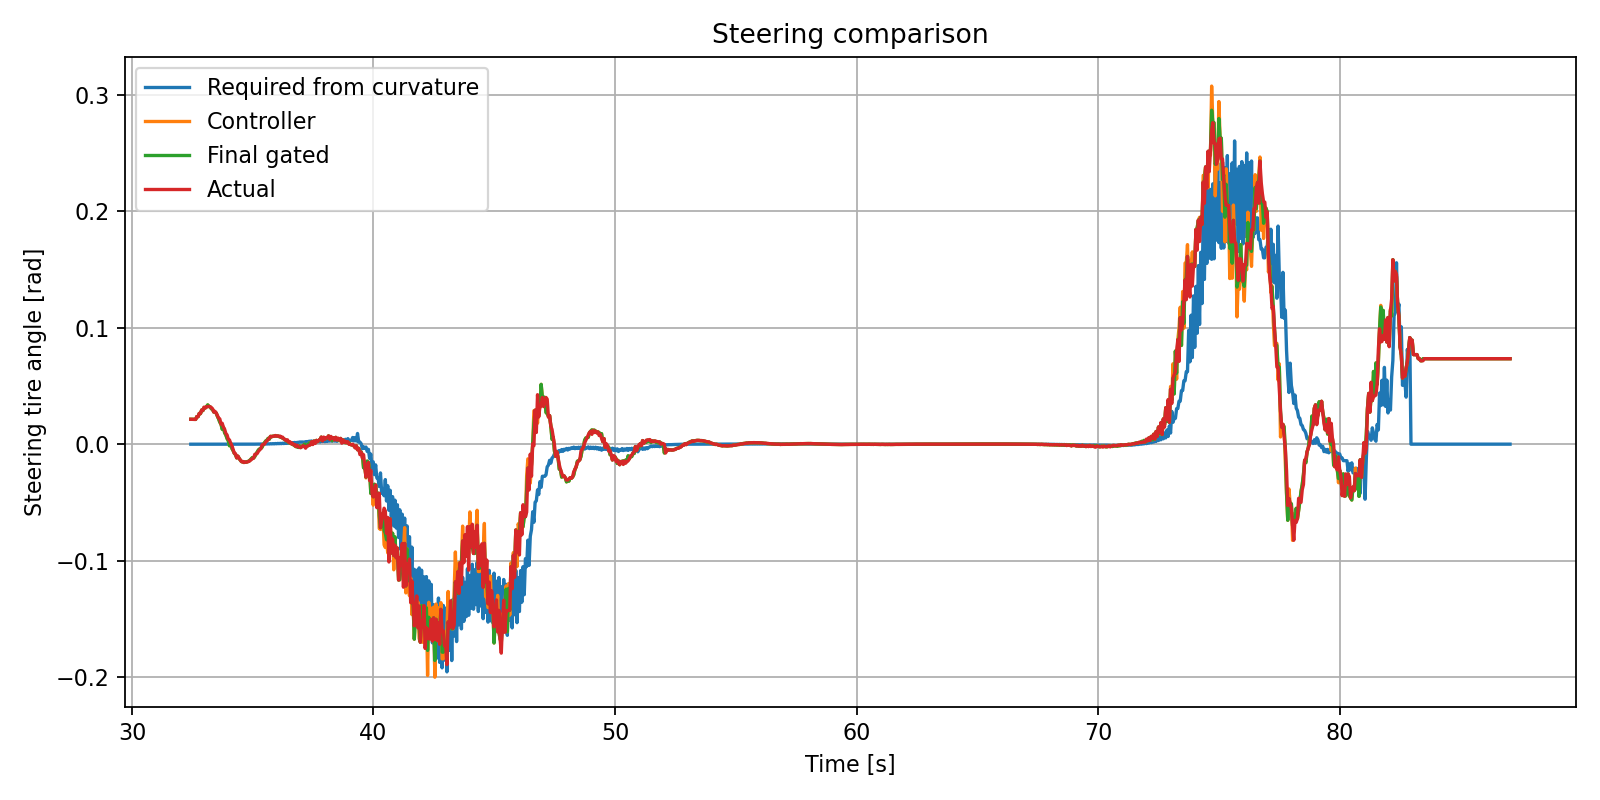 Steering comparison
Required from curvature
Controller
Final gated
Actual
Steering tire angle [rad]
0.3
0.2
0.1
0.0
−0.1
−0.2
30 40 50 60 70 80
Time [s]